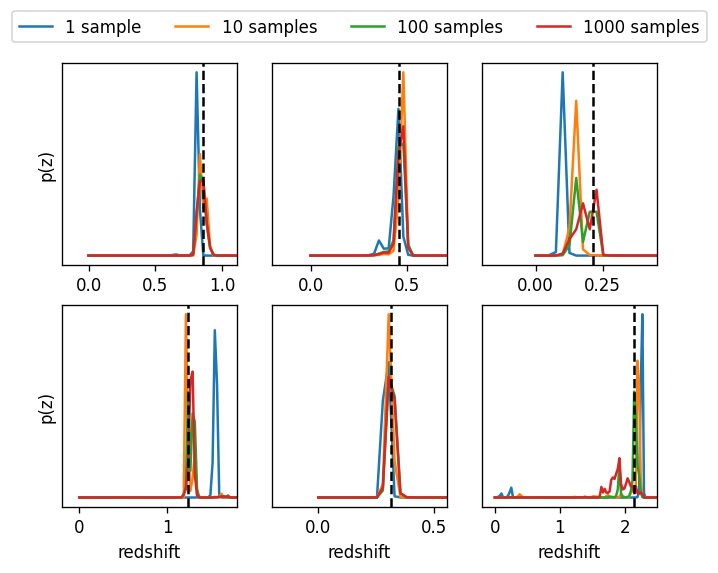 1 sample 10 samples 100 samples 1000 samples
p(z)
0.0 0.5 1.0 0.0 0.5 0.00 0.25
p(z)
0 1 0.0 0.5 0 1 2
redshift redshift redshift